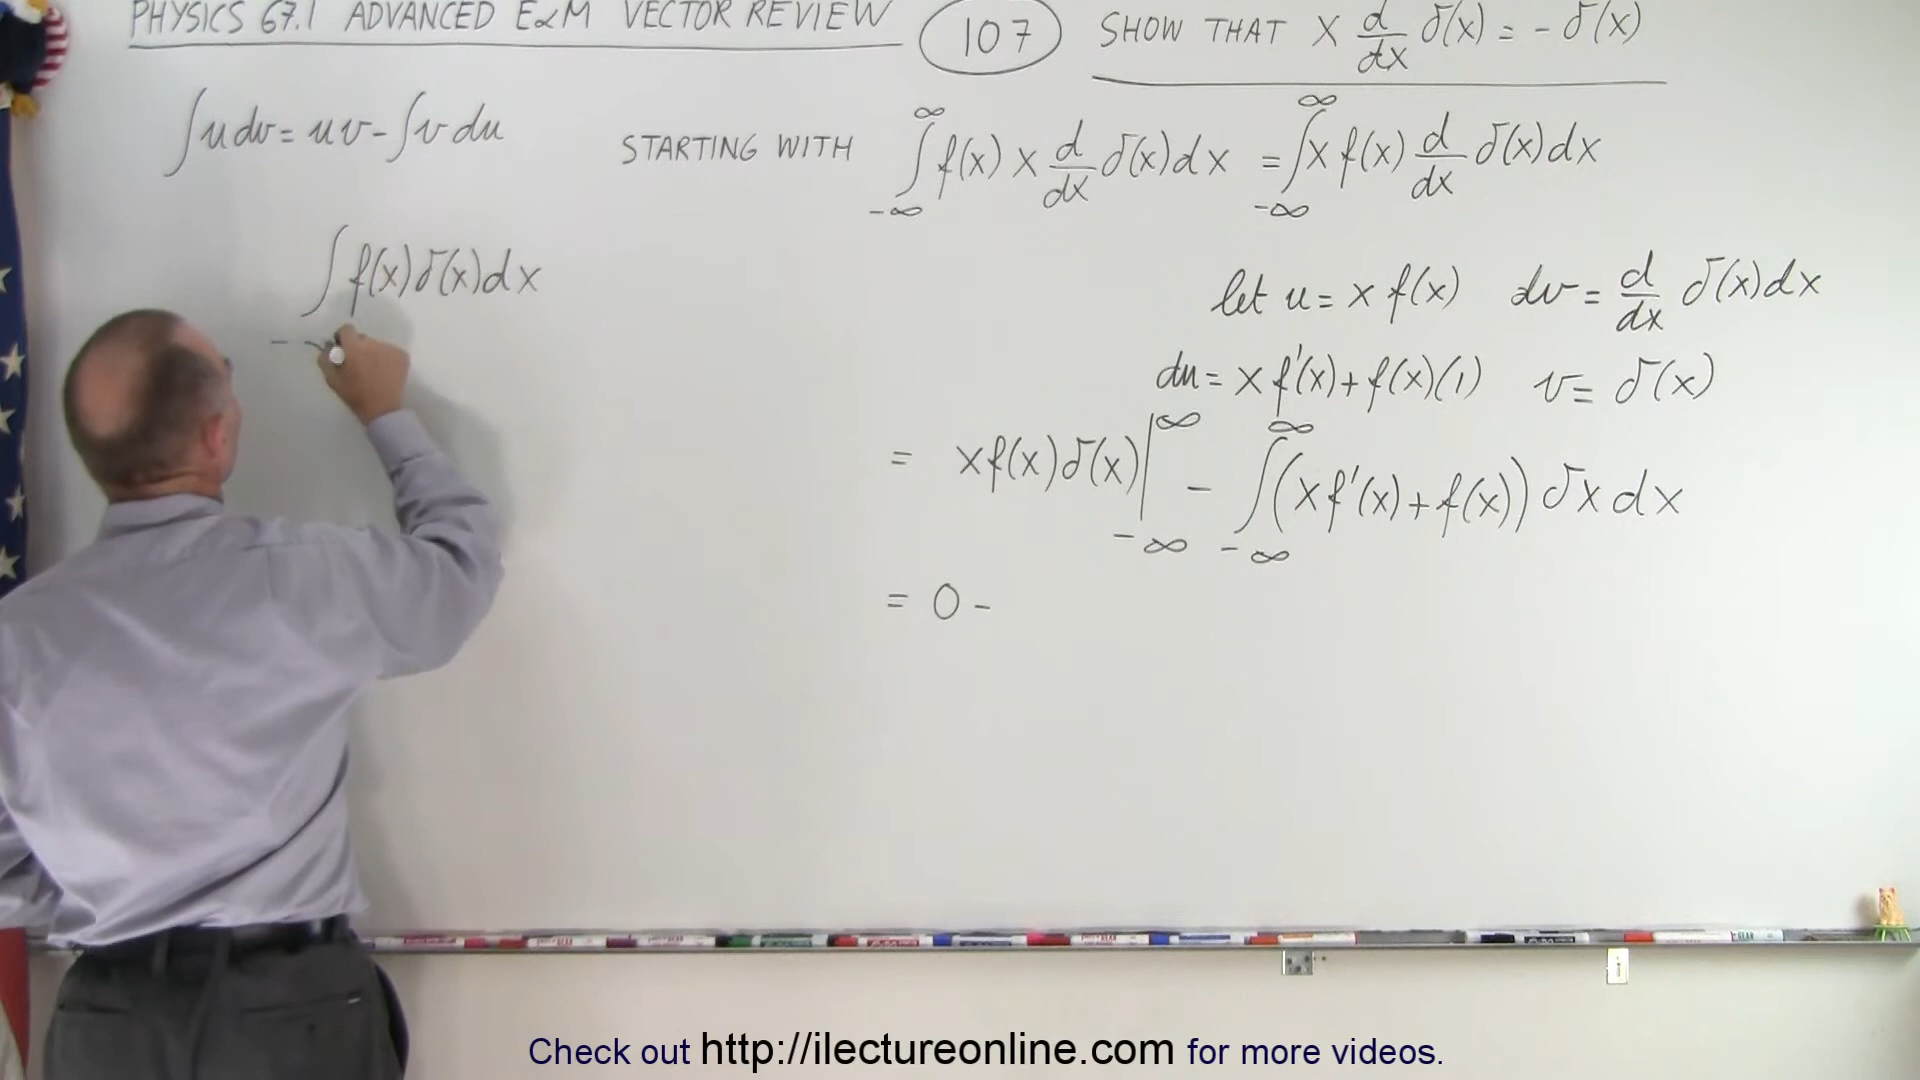 PHYSICS 67.1 ADVANCED E&M VECTOR REVIEW 107 SHOW THAT x d/dx δ(x) = - δ(x)
∫u dv = uv - ∫v du
STARTING WITH ∫_{-∞}^{∞} f(x) x d/dx δ(x) dx = ∫_{-∞}^{∞} x f(x) d/dx δ(x) dx
∫ f(x) δ(x) dx
let u = x f(x) dv = d/dx δ(x) dx
du = x f'(x) + f(x)(1) v = δ(x)
= x f(x) δ(x) |_{-∞}^{∞} - ∫_{-∞}^{∞} (x f'(x) + f(x)) δx dx
= 0 -
Check out http://ilectureonline.com for more videos.